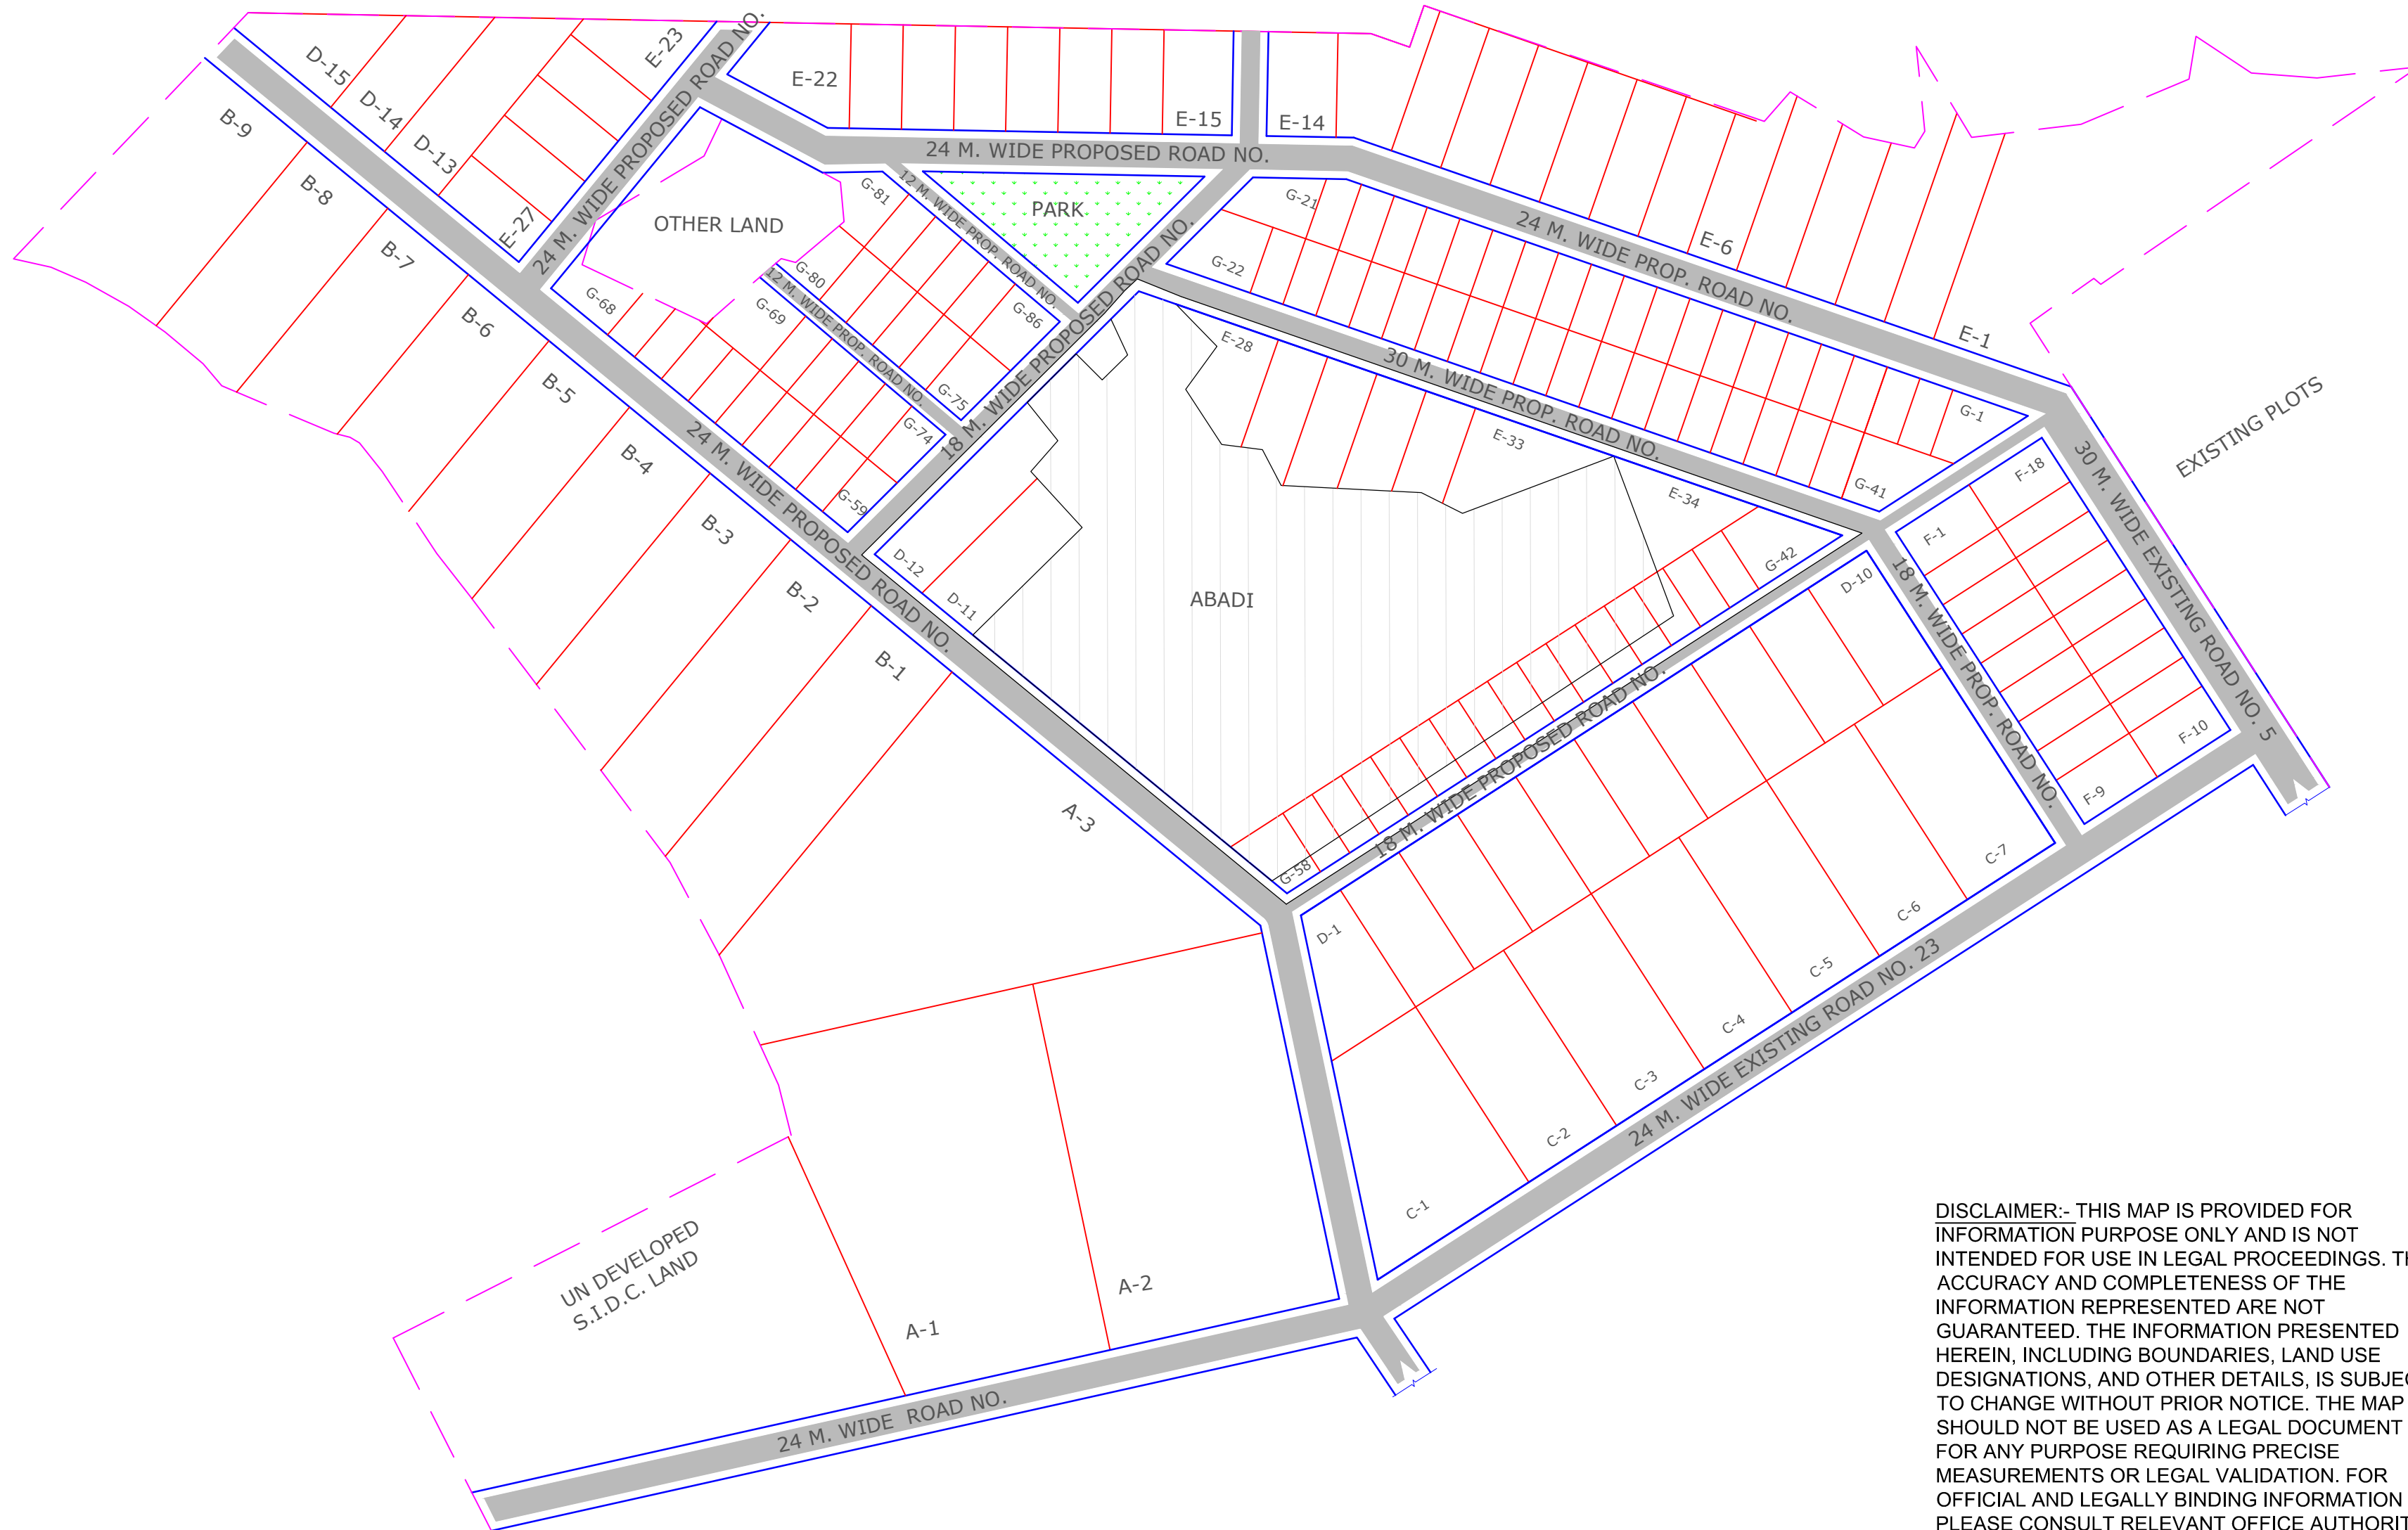 D-15
D-14
D-13
E-23
E-27
24 M. WIDE PROPOSED ROAD NO.
E-22
E-15
E-14
24 M. WIDE PROPOSED ROAD NO.
B-9
B-8
B-7
B-6
B-5
B-4
B-3
B-2
B-1
A-3
OTHER LAND
G-81
12 M. WIDE PROP. ROAD NO.
PARK
G-21
G-22
24 M. WIDE PROP. ROAD NO.
E-6
E-1
G-80
12 M. WIDE PROP. ROAD NO.
G-68
G-69
G-86
G-75
G-74
G-59
18 M. WIDE PROPOSED ROAD NO.
24 M. WIDE PROPOSED ROAD NO.
E-28
30 M. WIDE PROP. ROAD NO.
E-33
E-34
G-1
G-41
G-42
EXISTING PLOTS
F-18
F-1
30 M. WIDE EXISTING ROAD NO. 5
18 M. WIDE PROP. ROAD NO.
F-10
F-9
D-12
D-11
ABADI
D-10
18 M. WIDE PROPOSED ROAD NO.
G-58
D-1
C-7
C-6
C-5
C-4
C-3
C-2
C-1
24 M. WIDE EXISTING ROAD NO. 23
UN DEVELOPED
S.I.D.C. LAND
A-1
A-2
24 M. WIDE ROAD NO.
DISCLAIMER:- THIS MAP IS PROVIDED FOR
INFORMATION PURPOSE ONLY AND IS NOT
INTENDED FOR USE IN LEGAL PROCEEDINGS.
ACCURACY AND COMPLETENESS OF THE
INFORMATION REPRESENTED ARE NOT
GUARANTEED. THE INFORMATION PRESENTED
HEREIN, INCLUDING BOUNDARIES, LAND USE
DESIGNATIONS, AND OTHER DETAILS, IS
TO CHANGE WITHOUT PRIOR NOTICE. THE MAP
SHOULD NOT BE USED AS A LEGAL DOCUMENT
FOR ANY PURPOSE REQUIRING PRECISE
MEASUREMENTS OR LEGAL VALIDATION. FOR
OFFICIAL AND LEGALLY BINDING INFORMATION
PLEASE CONSULT RELEVANT OFFICE